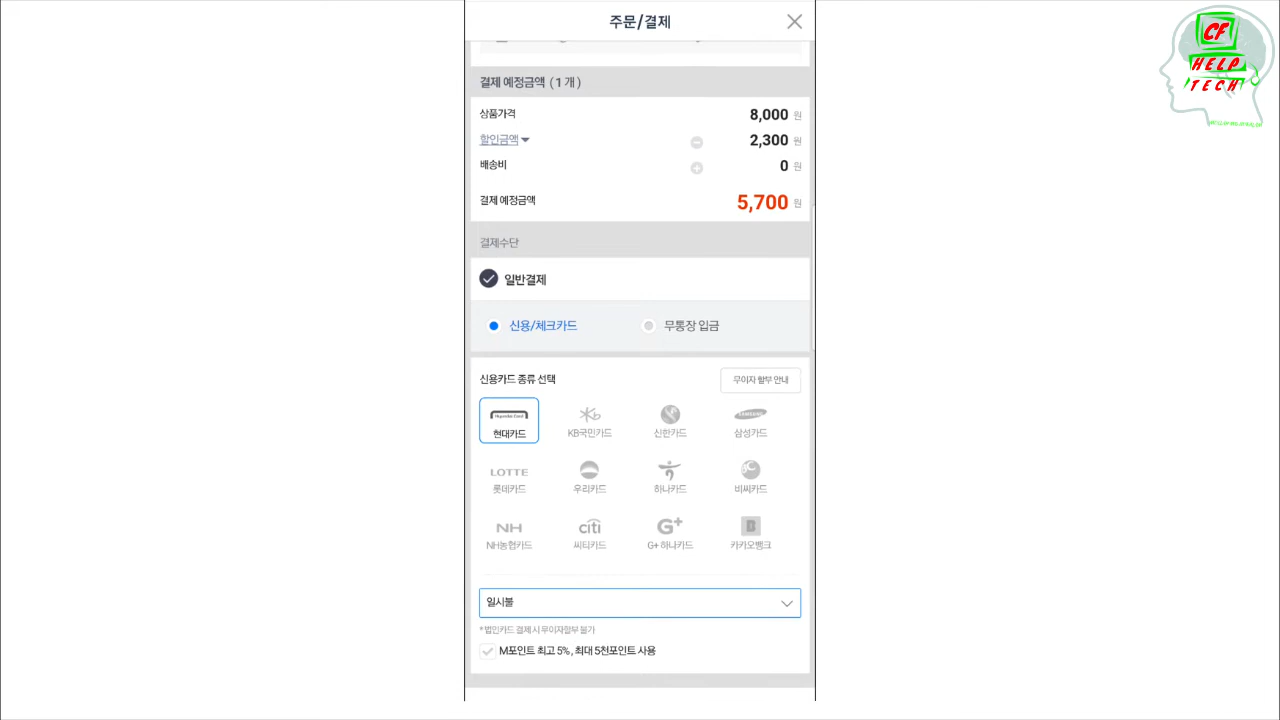 주문/결제
CF
HELP
TECH
결제 예정금액 (1개)
상품가격 8,000 원
할인금액 2,300 원
배송비 0 원
결제 예정금액 5,700 원
결제수단
일반결제
신용/체크카드 무통장 입금
신용카드 종류 선택 무이자 할부 안내
Hyundai Card SAMSUNG
현대카드 KB국민카드 신한카드 삼성카드
LOTTE
롯데카드 우리카드 하나카드 비씨카드
NH citi G+ B
NH농협카드 씨티카드 G+ 하나카드 카카오뱅크
일시불
*법인카드 결제 시 무이자할부 불가
M포인트 최고 5%, 최대 5천포인트 사용